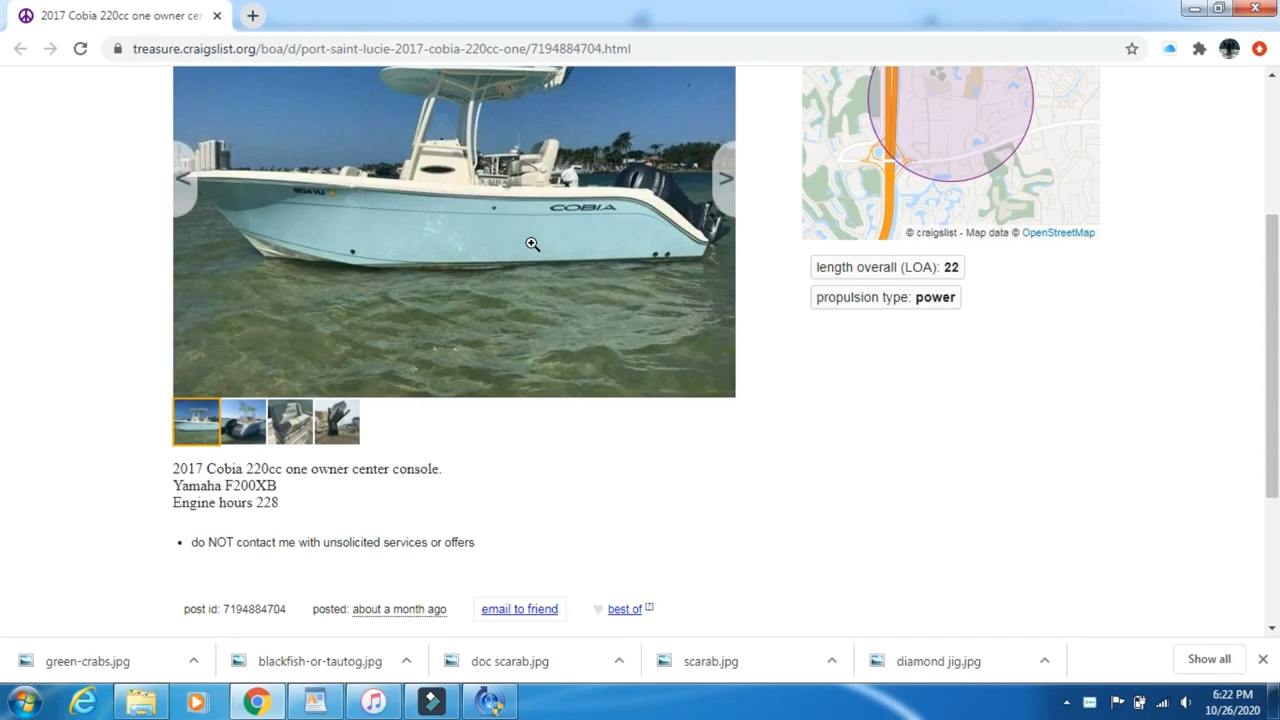 2017 Cobia 220cc one owner cen
treasure.craigslist.org/boa/d/port-saint-lucie-2017-cobia-220cc-one/7194884704.html
COBIA
< >
© craigslist - Map data © OpenStreetMap
length overall (LOA): 22
propulsion type: power
2017 Cobia 220cc one owner center console.
Yamaha F200XB
Engine hours 228
• do NOT contact me with unsolicited services or offers
post id: 7194884704 posted: about a month ago email to friend ♥ best of [?]
green-crabs.jpg blackfish-or-tautog.jpg doc scarab.jpg scarab.jpg diamond jig.jpg Show all
6:22 PM
10/26/2020